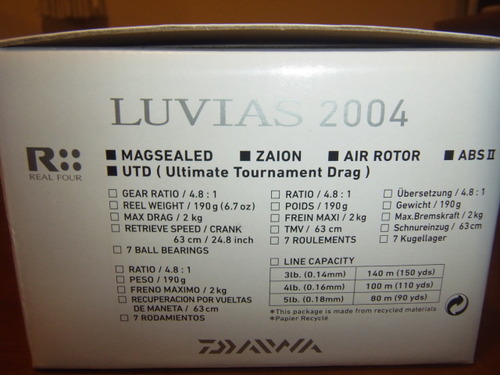 LUVIAS 2004
R
REAL FOUR
■ MAGSEALED ■ ZAION ■ AIR ROTOR ■ ABS II
■ UTD ( Ultimate Tournament Drag )
□ GEAR RATIO / 4.8 : 1
□ REEL WEIGHT / 190g (6.7 oz)
□ MAX DRAG / 2 kg
□ RETRIEVE SPEED / CRANK
63 cm / 24.8 inch
□ 7 BALL BEARINGS
□ RATIO / 4.8 : 1
□ POIDS / 190g
□ FREIN MAXI / 2 kg
□ TMV / 63 cm
□ 7 ROULEMENTS
□ Übersetzung / 4.8 : 1
□ Gewicht / 190g
□ Max.Bremskraft / 2kg
□ Schnureinzug / 63cm
□ 7 Kugellager
□ RATIO / 4.8 : 1
□ PESO / 190g
□ FRENO MAXIMO / 2 kg
□ RECUPERACION POR VUELTAS
DE MANETA / 63 cm
□ 7 RODAMIENTOS
□ LINE CAPACITY
3lb. (0.14mm) 140 m (150 yds)
4lb. (0.16mm) 100 m (110 yds)
5lb. (0.18mm) 80 m (90 yds)
*This package is made from recycled materials
*Papier Recyclé
DAIWA